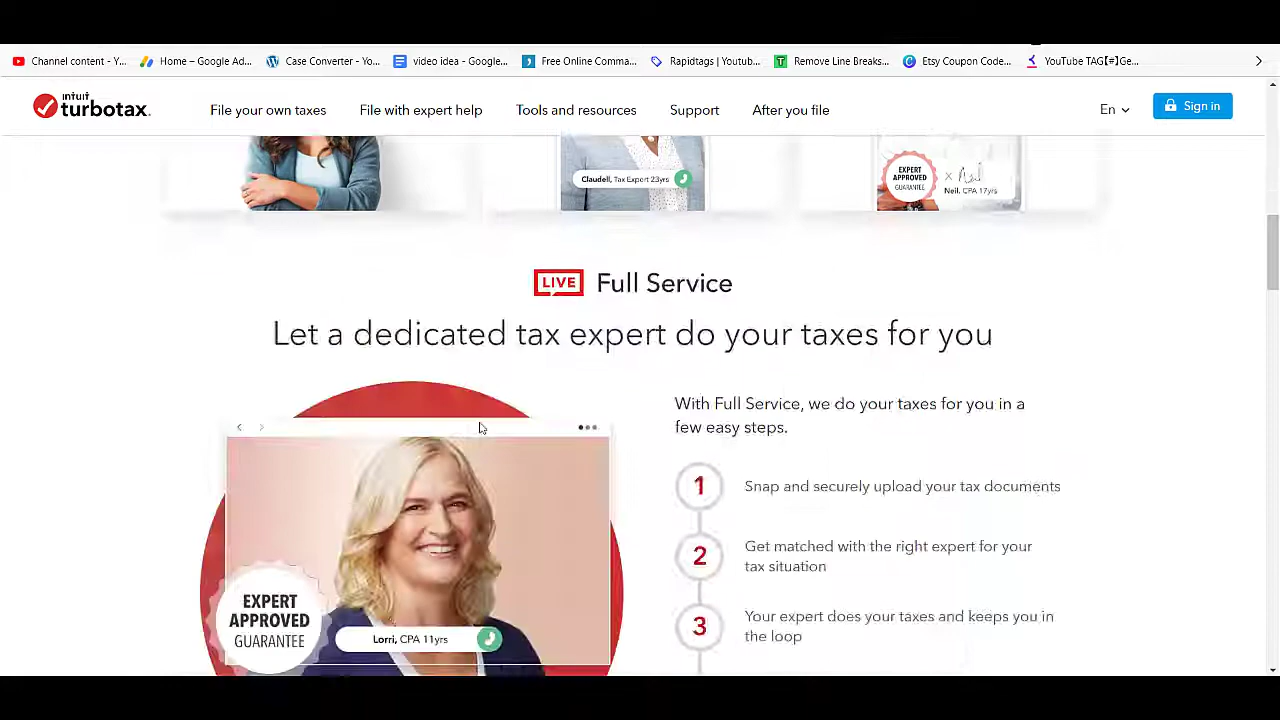 Channel content - Y...
Home – Google Ad...
Case Converter - Yo...
video idea - Google...
Free Online Comma...
Rapidtags | Youtub...
Remove Line Breaks...
Etsy Coupon Code...
YouTube TAG【#】Ge...
intuit
turbotax.
File your own taxes
File with expert help
Tools and resources
Support
After you file
En
Sign in
Claudell, Tax Expert 23yrs
EXPERT
APPROVED
GUARANTEE
x Neil
Neil, CPA 17yrs
LIVE
Full Service
Let a dedicated tax expert do your taxes for you
With Full Service, we do your taxes for you in a
few easy steps.
1
Snap and securely upload your tax documents
2
Get matched with the right expert for your
tax situation
3
Your expert does your taxes and keeps you in
the loop
EXPERT
APPROVED
GUARANTEE
Lorri, CPA 11yrs